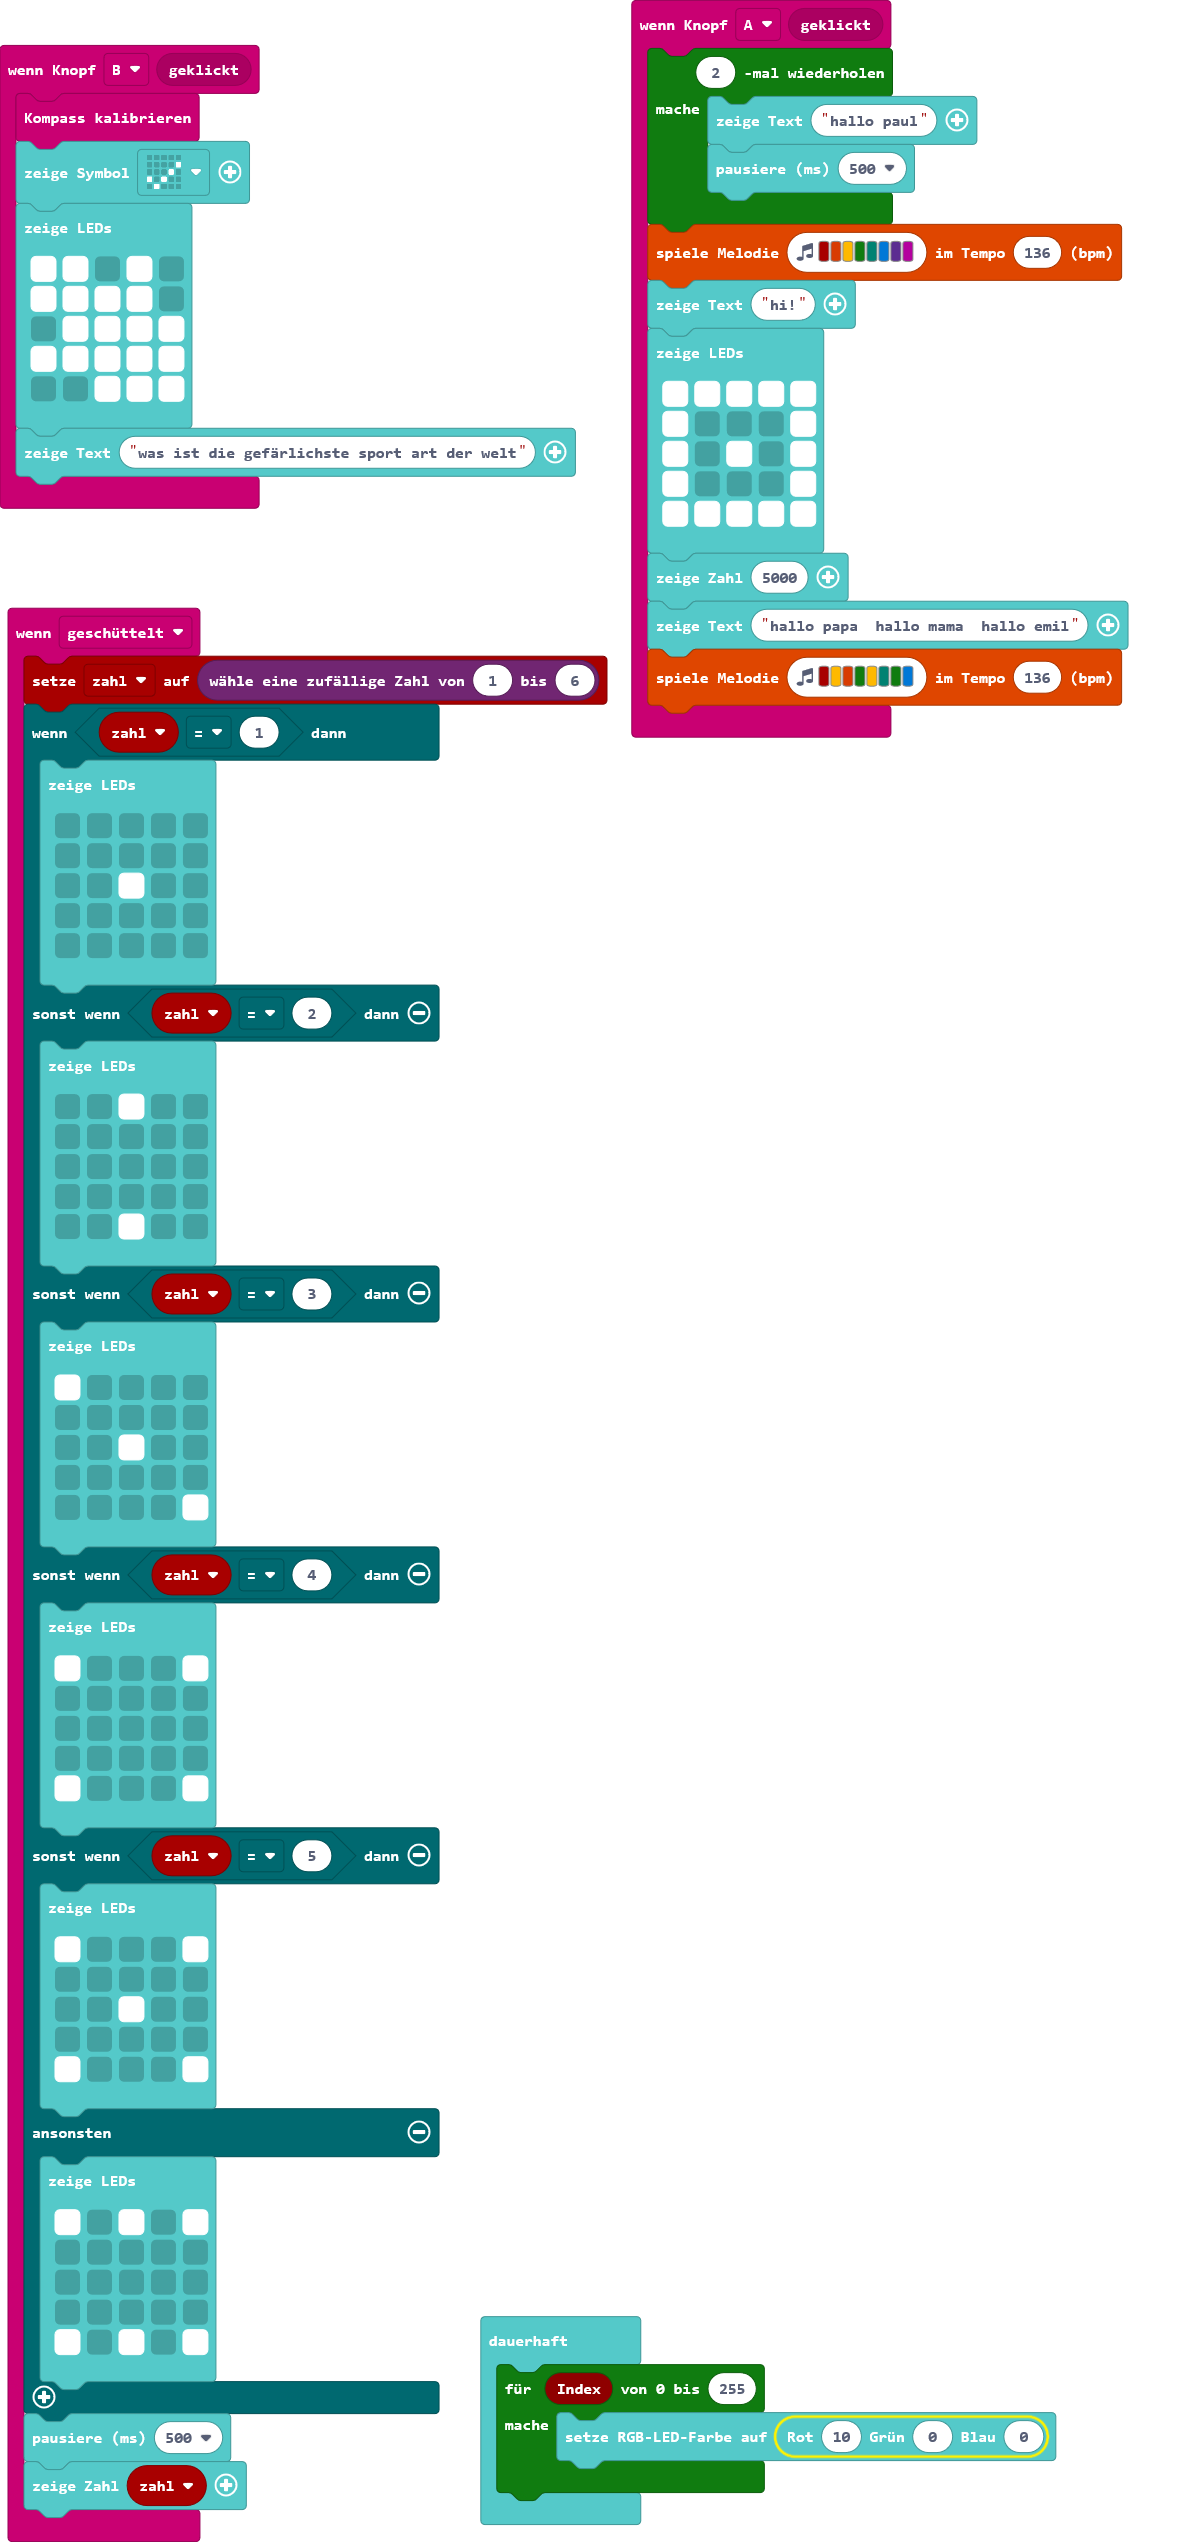 wenn Knopf B geklickt
Kompass kalibrieren
zeige Symbol
zeige LEDs
zeige Text "was ist die gefärlichste sport art der welt"
wenn Knopf A geklickt
2 -mal wiederholen
mache
zeige Text "hallo paul"
pausiere (ms) 500
spiele Melodie im Tempo 136 (bpm)
zeige Text "hi!"
zeige LEDs
zeige Zahl 5000
zeige Text "hallo papa  hallo mama  hallo emil"
spiele Melodie im Tempo 136 (bpm)
wenn geschüttelt
setze zahl auf wähle eine zufällige Zahl von 1 bis 6
wenn zahl = 1 dann
zeige LEDs
sonst wenn zahl = 2 dann
zeige LEDs
sonst wenn zahl = 3 dann
zeige LEDs
sonst wenn zahl = 4 dann
zeige LEDs
sonst wenn zahl = 5 dann
zeige LEDs
ansonsten
zeige LEDs
pausiere (ms) 500
zeige Zahl zahl
dauerhaft
für Index von 0 bis 255
mache
setze RGB-LED-Farbe auf Rot 10 Grün 0 Blau 0